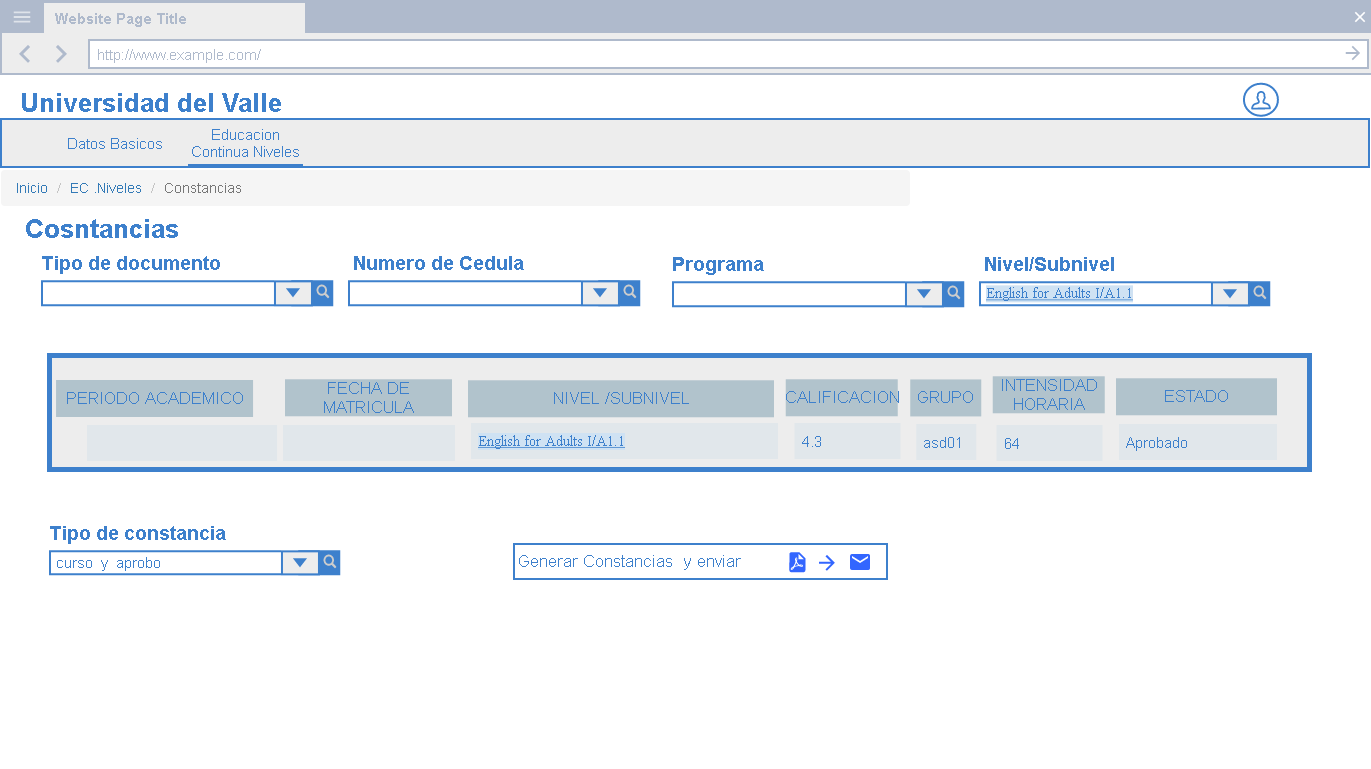 Website Page Title
http://www.example.com/
Universidad del Valle
Datos Basicos
Educacion
Continua Niveles
Inicio / EC .Niveles / Constancias
Cosntancias
Tipo de documento
Numero de Cedula
Programa
Nivel/Subnivel
English for Adults I/A1.1
PERIODO ACADEMICO
FECHA DE
MATRICULA
NIVEL /SUBNIVEL
CALIFICACION
GRUPO
INTENSIDAD
HORARIA
ESTADO
English for Adults I/A1.1
4.3
asd01
64
Aprobado
Tipo de constancia
curso y aprobo
Generar Constancias y enviar